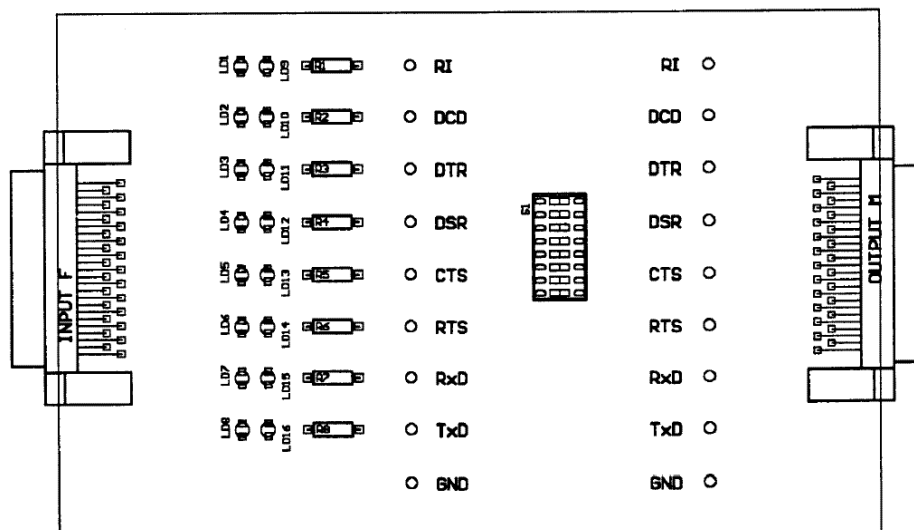 LD1 LD9 R1 RI RI
LD2 LD10 R2 DCD DCD
LD3 LD11 R3 DTR DTR
LD4 LD12 R4 DSR S1 DSR
LD5 LD13 R5 CTS CTS
LD6 LD14 R6 RTS RTS
LD7 LD15 R7 RxD RxD
LD8 LD16 R8 TxD TxD
GND GND
INPUT F
OUTPUT M